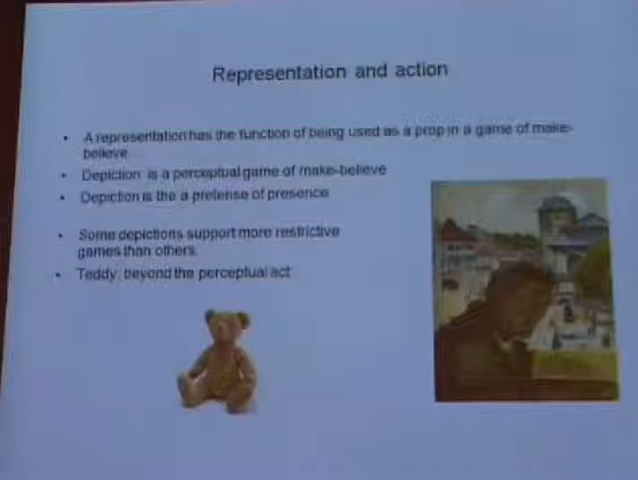 Representation and action
• A representation has the function of being used as a prop in a game of make-
believe.
• Depiction is a perceptual game of make-believe
• Depiction is the a pretense of presence
• Some depictions support more restrictive
games than others.
• Teddy: beyond the perceptual act